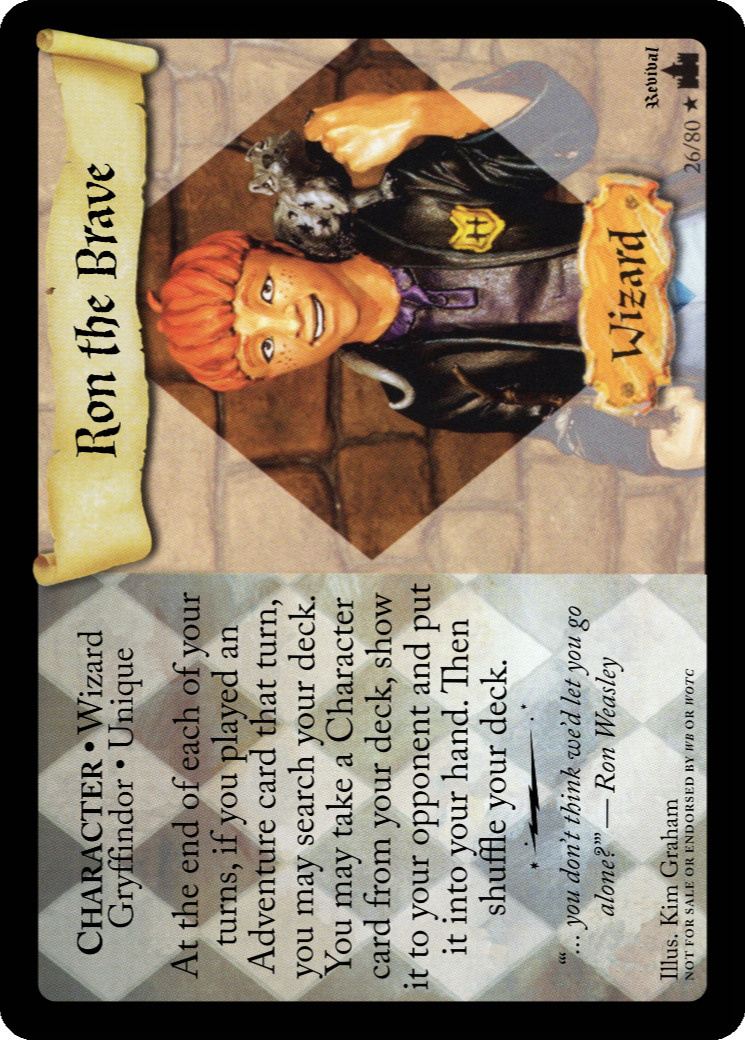 Ron the Brave
CHARACTER • Wizard
Gryffindor • Unique
At the end of each of your
turns, if you played an
Adventure card that turn,
you may search your deck.
You may take a Character
card from your deck, show
it to your opponent and put
it into your hand. Then
shuffle your deck.
“‘... you don’t think we’d let you go
alone?’” — Ron Weasley
Illus. Kim Graham
NOT FOR SALE OR ENDORSED BY WB OR WOTC
Wizard
Revival
26/80 ★
H